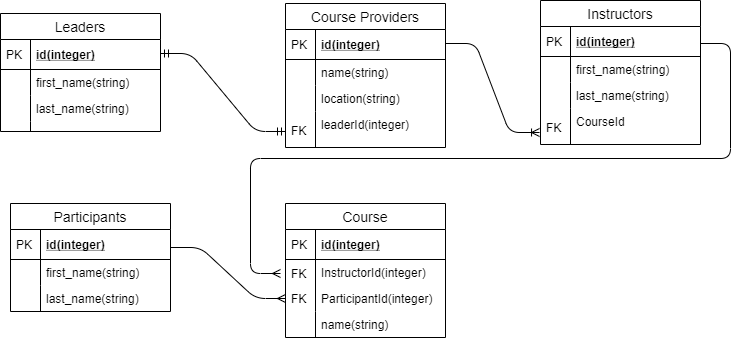 Leaders
PK id(integer)
first_name(string)
last_name(string)
Course Providers
PK id(integer)
name(string)
location(string)
FK leaderId(integer)
Instructors
PK id(integer)
first_name(string)
last_name(string)
FK CourseId
Participants
PK id(integer)
first_name(string)
last_name(string)
Course
PK id(integer)
FK InstructorId(integer)
FK ParticipantId(integer)
name(string)